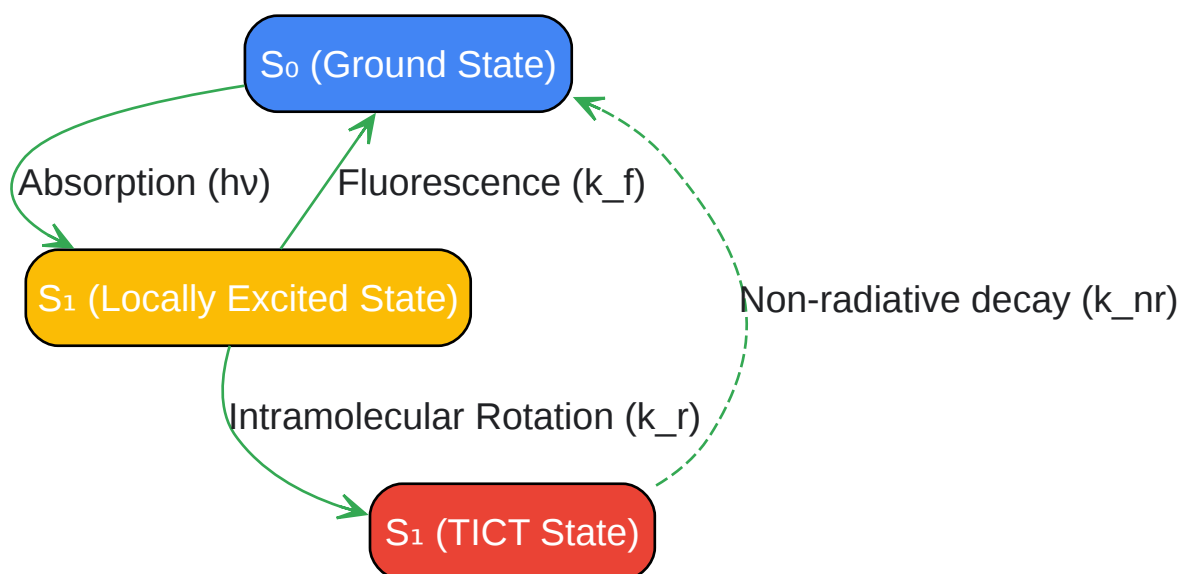 S₀ (Ground State)
Absorption (hν)
Fluorescence (k_f)
S₁ (Locally Excited State)
Non-radiative decay (k_nr)
Intramolecular Rotation (k_r)
S₁ (TICT State)